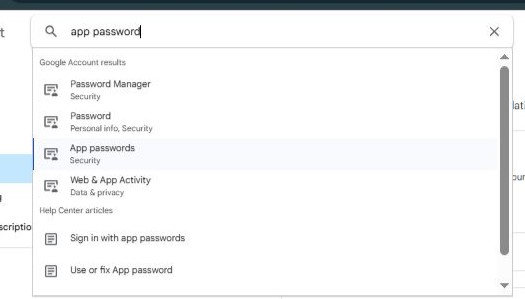 t
app password
Google Account results
Password Manager
Security
Password
Personal info, Security
App passwords
Security
lati
Web & App Activity
Data & privacy
our
g
Help Center articles
scriptio
Sign in with app passwords
Use or fix App password